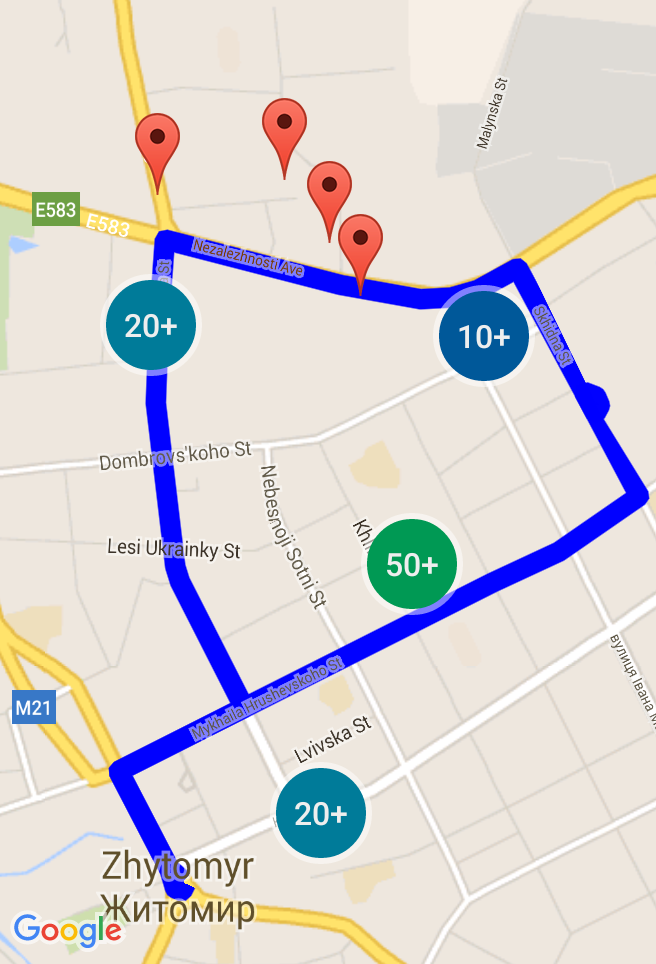 Malynska St
E583
E583
Nezalezhnosti Ave
St
20+
10+
Skhidna St
Dombrovs'koho St
Nebesnoji Sotni St
Lesi Ukrainky St
50+
вулиця Івана
Mykhaila Hrushevskoho St
M21
Lvivska St
20+
Zhytomyr
Житомир
Google